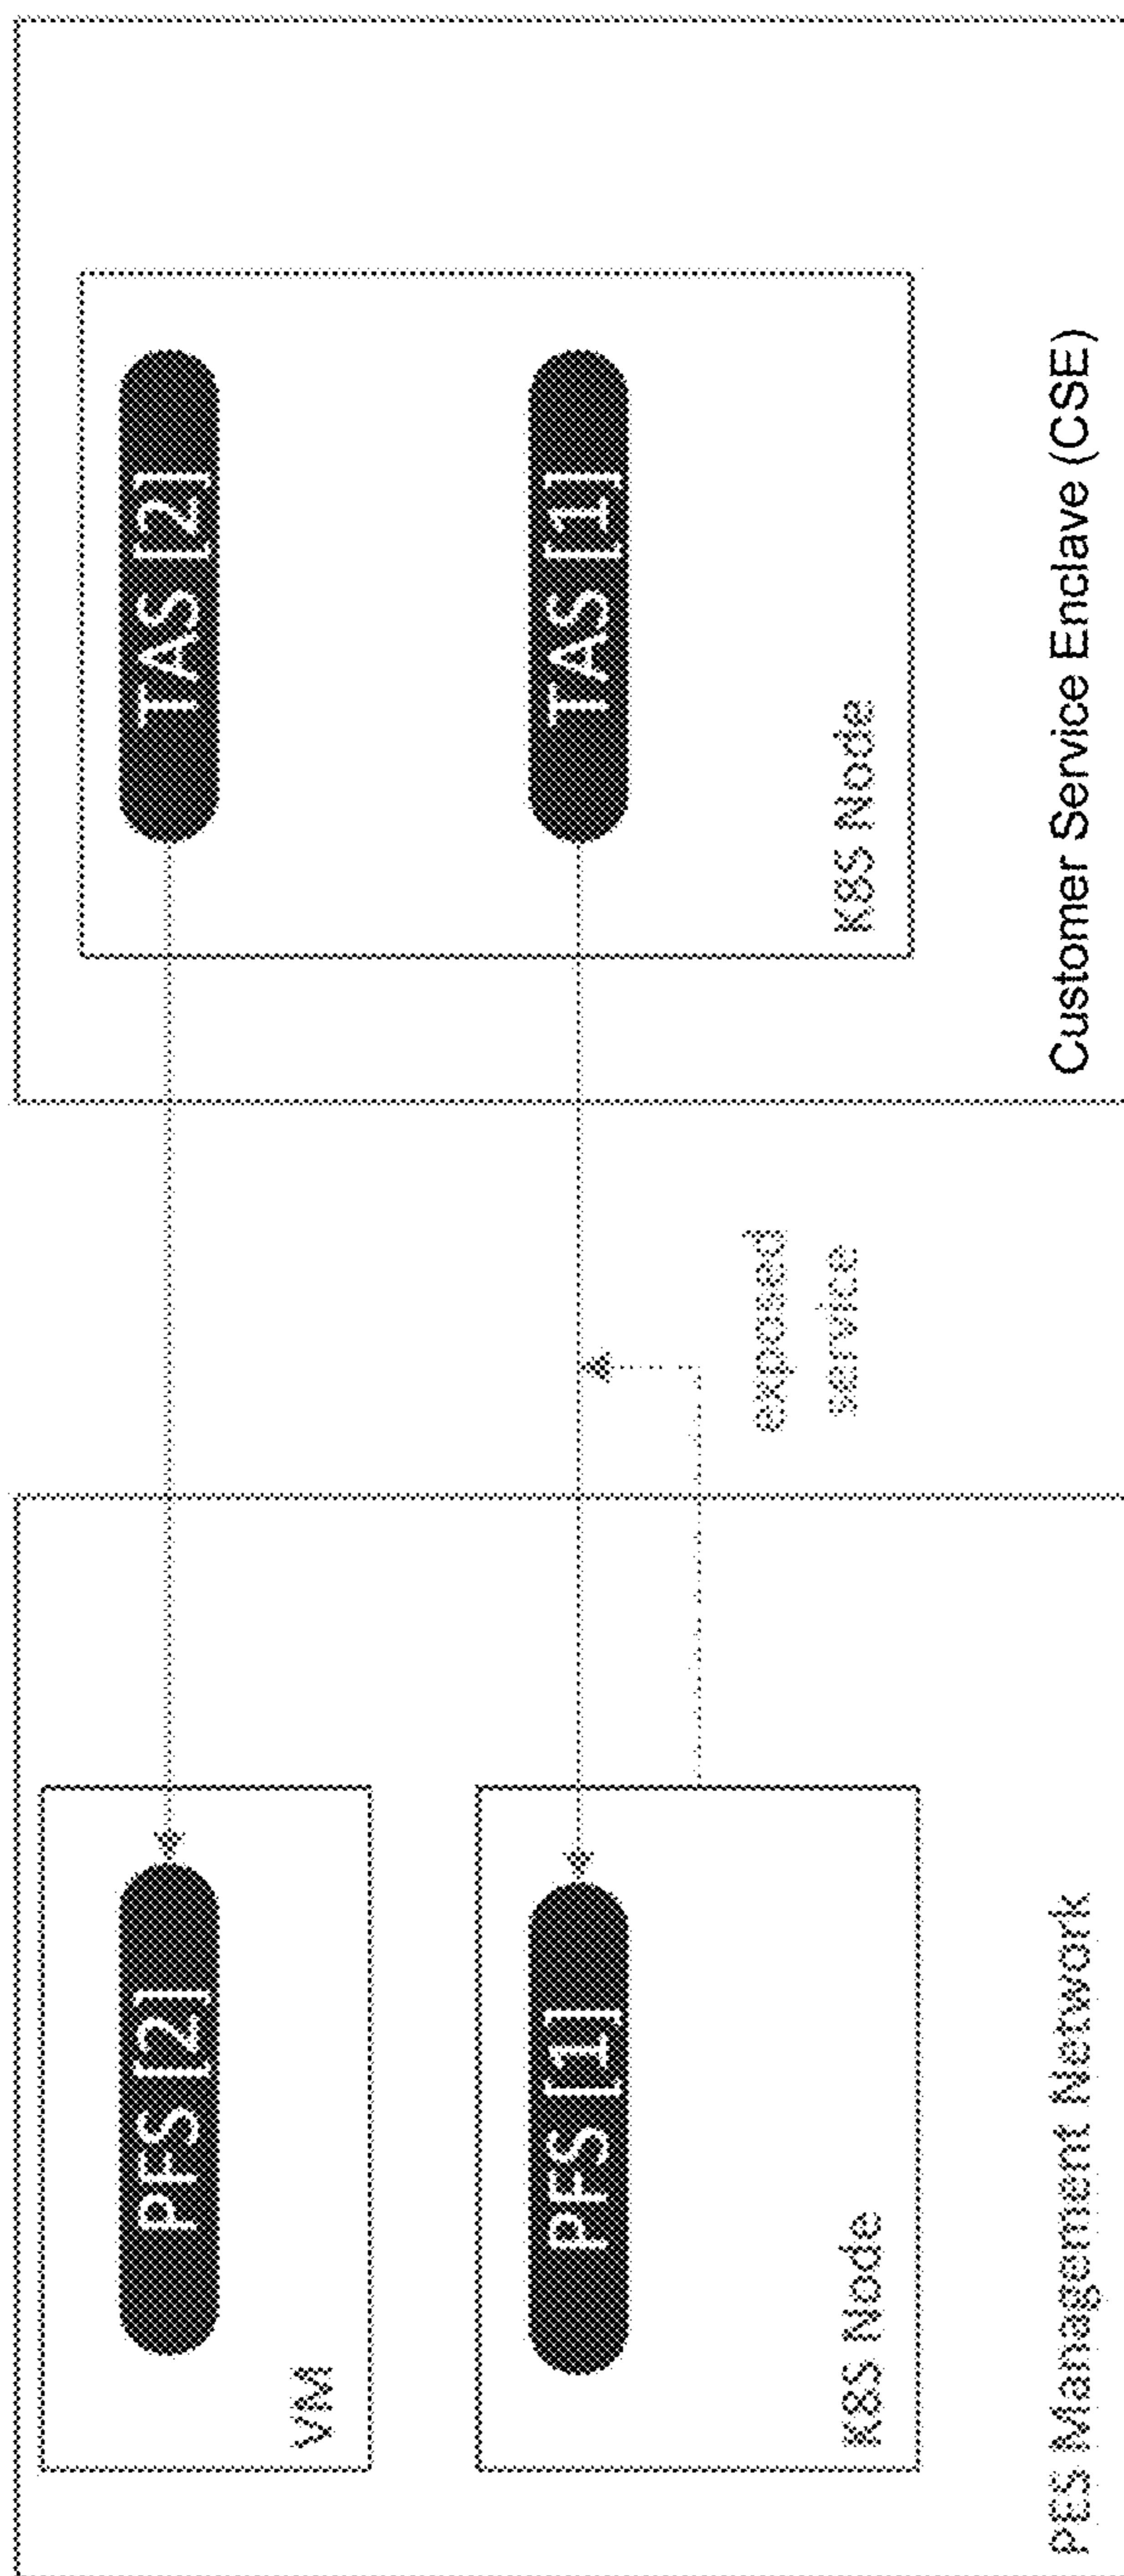 PFS [2]
TAS [2]
VM
PFS [1]
TAS [1]
exposed
service
K8S Node
K8S Node
PES Management Network
Customer Service Enclave (CSE)